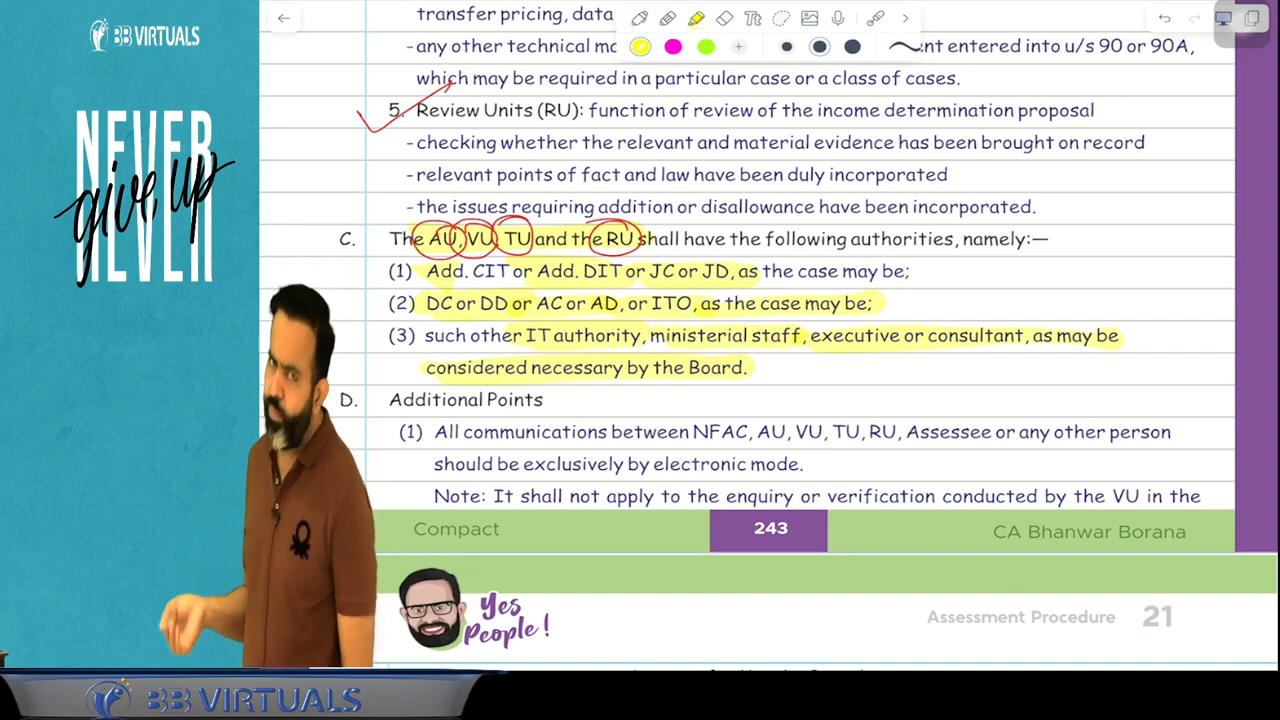 BB VIRTUALS
NEVER
give up
NEVER
transfer pricing, data
- any other technical ma
nt entered into u/s 90 or 90A,
which may be required in a particular case or a class of cases.
5. Review Units (RU): function of review of the income determination proposal
- checking whether the relevant and material evidence has been brought on record
- relevant points of fact and law have been duly incorporated
- the issues requiring addition or disallowance have been incorporated.
C. The AU, VU, TU and the RU shall have the following authorities, namely:—
(1) Add. CIT or Add. DIT or JC or JD, as the case may be;
(2) DC or DD or AC or AD, or ITO, as the case may be;
(3) such other IT authority, ministerial staff, executive or consultant, as may be
considered necessary by the Board.
D. Additional Points
(1) All communications between NFAC, AU, VU, TU, RU, Assessee or any other person
should be exclusively by electronic mode.
Note: It shall not apply to the enquiry or verification conducted by the VU in the
Compact 243 CA Bhanwar Borana
Yes
People!
Assessment Procedure 21
BB VIRTUALS